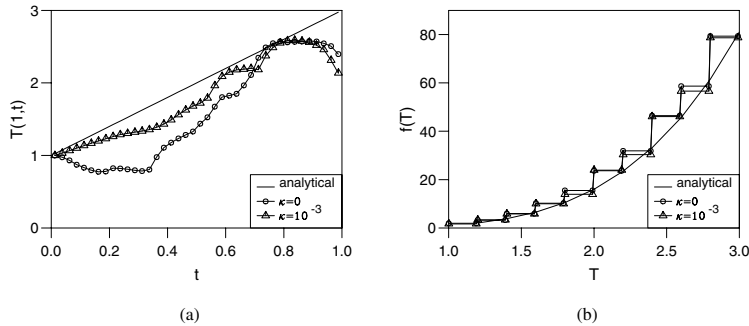 3
2
1
0
T(1,t)
0.0 0.2 0.4 0.6 0.8 1.0
t
analytical
κ=0
κ=10 -3
(a)
80
60
40
20
0
f(T)
1.0 1.5 2.0 2.5 3.0
T
analytical
κ=0
κ=10 -3
(b)